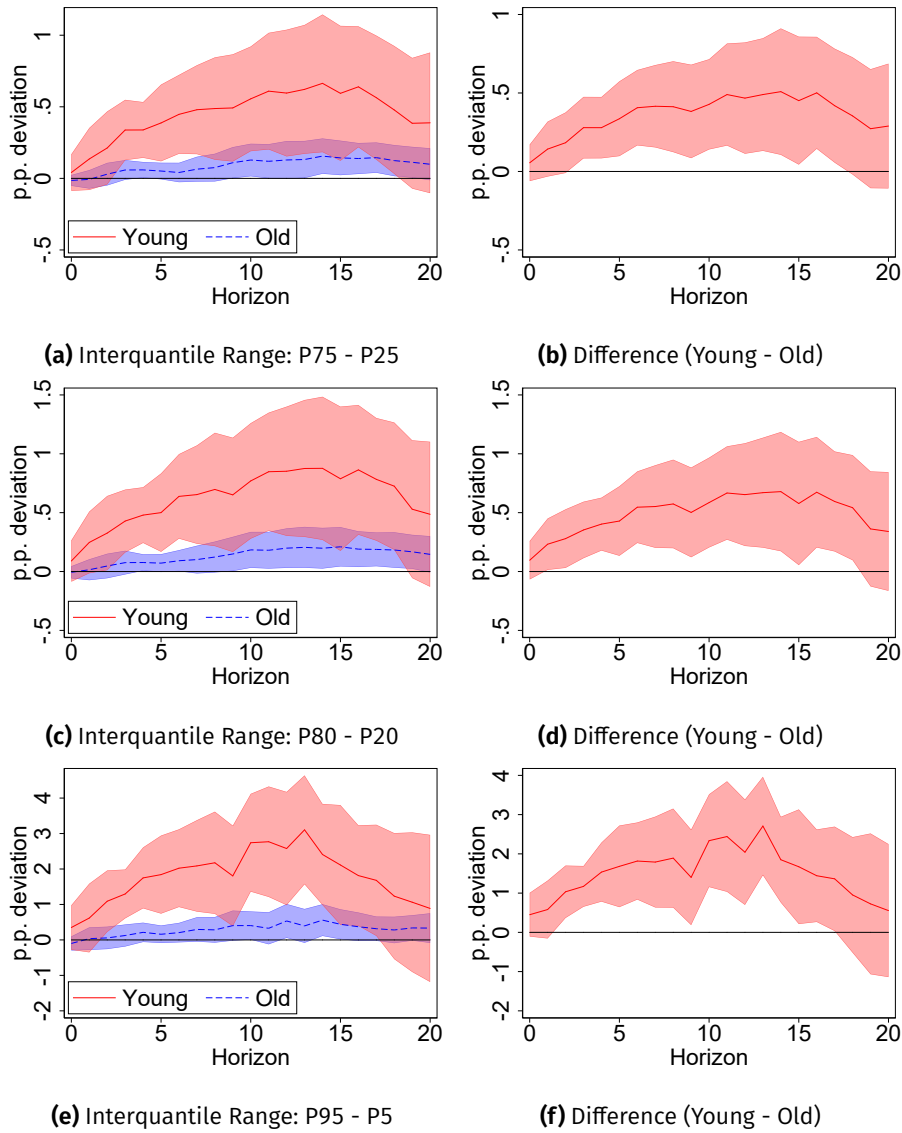 1
.5
0
-.5
p.p. deviation
Young Old
0 5 10 15 20
Horizon
(a) Interquantile Range: P75 - P25
1
.5
0
-.5
p.p. deviation
0 5 10 15 20
Horizon
(b) Difference (Young - Old)
1.5
1
.5
0
-.5
p.p. deviation
Young Old
0 5 10 15 20
Horizon
(c) Interquantile Range: P80 - P20
1.5
1
.5
0
-.5
p.p. deviation
0 5 10 15 20
Horizon
(d) Difference (Young - Old)
4
3
2
1
0
-1
-2
p.p. deviation
Young Old
0 5 10 15 20
Horizon
(e) Interquantile Range: P95 - P5
4
3
2
1
0
-1
-2
p.p. deviation
0 5 10 15 20
Horizon
(f) Difference (Young - Old)